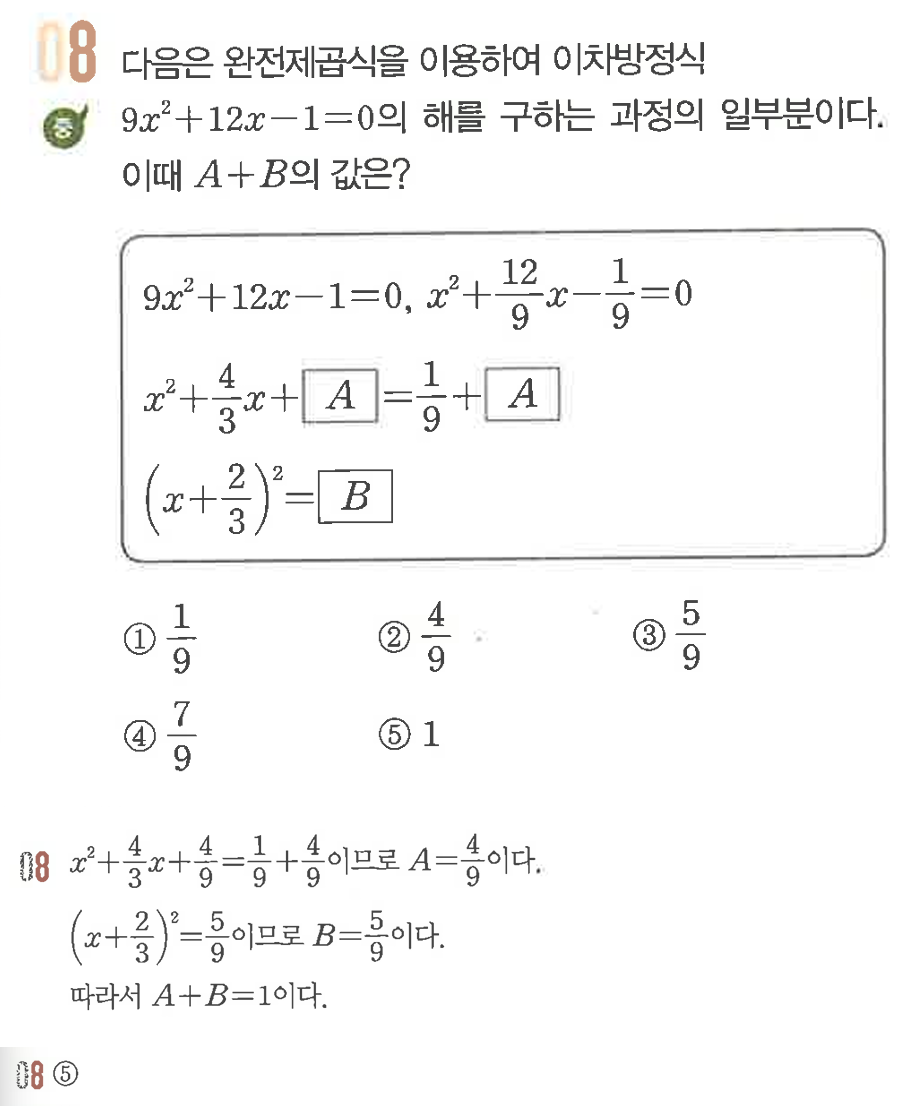 08 다음은 완전제곱식을 이용하여 이차방정식
중 9x²+12x−1=0의 해를 구하는 과정의 일부분이다.
이때 A+B의 값은?
9x²+12x−1=0, x²+12/9x−1/9=0
x²+4/3x+A=1/9+A
(x+2/3)²=B
① 1/9 ② 4/9 ③ 5/9
④ 7/9 ⑤ 1
08 x²+4/3x+4/9=1/9+4/9이므로 A=4/9이다.
(x+2/3)²=5/9이므로 B=5/9이다.
따라서 A+B=1이다.
08 ⑤